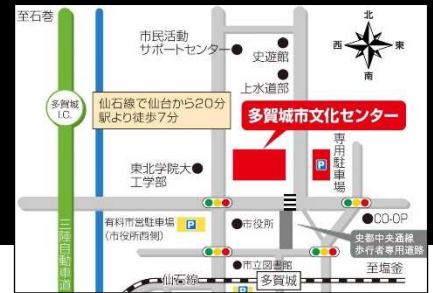 至石巻
市民活動
サポートセンター
史遊館
上水道部
北
西
東
南
多賀城
I.C.
仙石線で仙台から20分
駅より徒歩7分
多賀城市文化センター
専用駐車場
P
東北学院大
工学部
有料市営駐車場
(市役所西側)
P
市役所
CO-OP
史都中央通線
歩行者専用道路
三陸自動車道
市立図書館
至塩釜
仙石線
多賀城
P